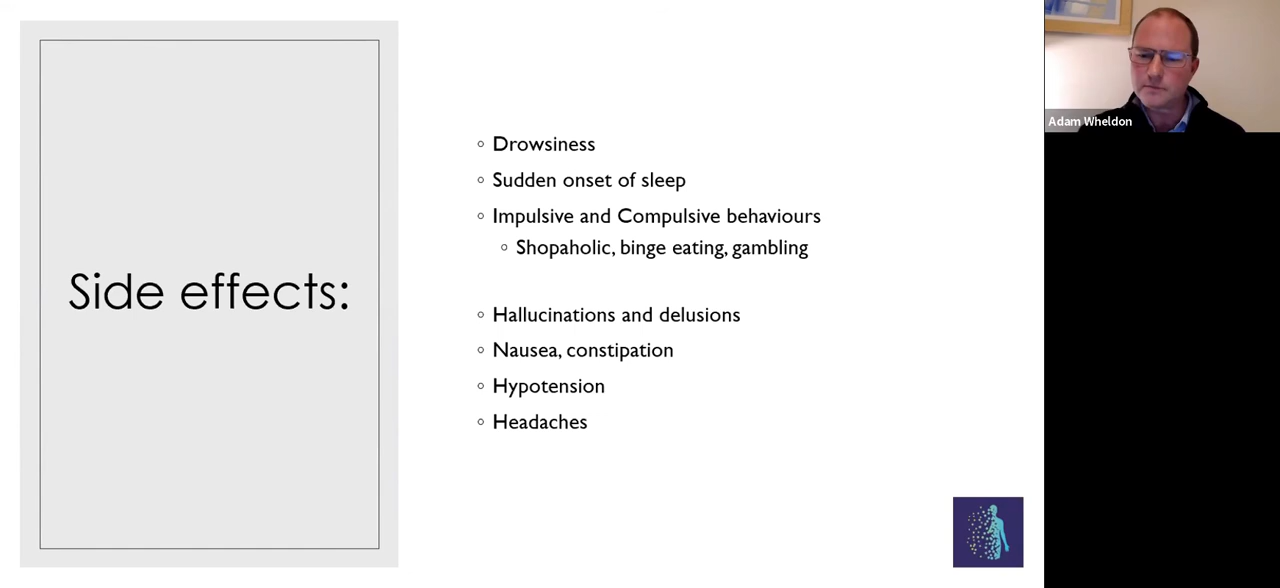 Side effects:
Drowsiness
Sudden onset of sleep
Impulsive and Compulsive behaviours
Shopaholic, binge eating, gambling
Hallucinations and delusions
Nausea, constipation
Hypotension
Headaches
Adam Wheldon